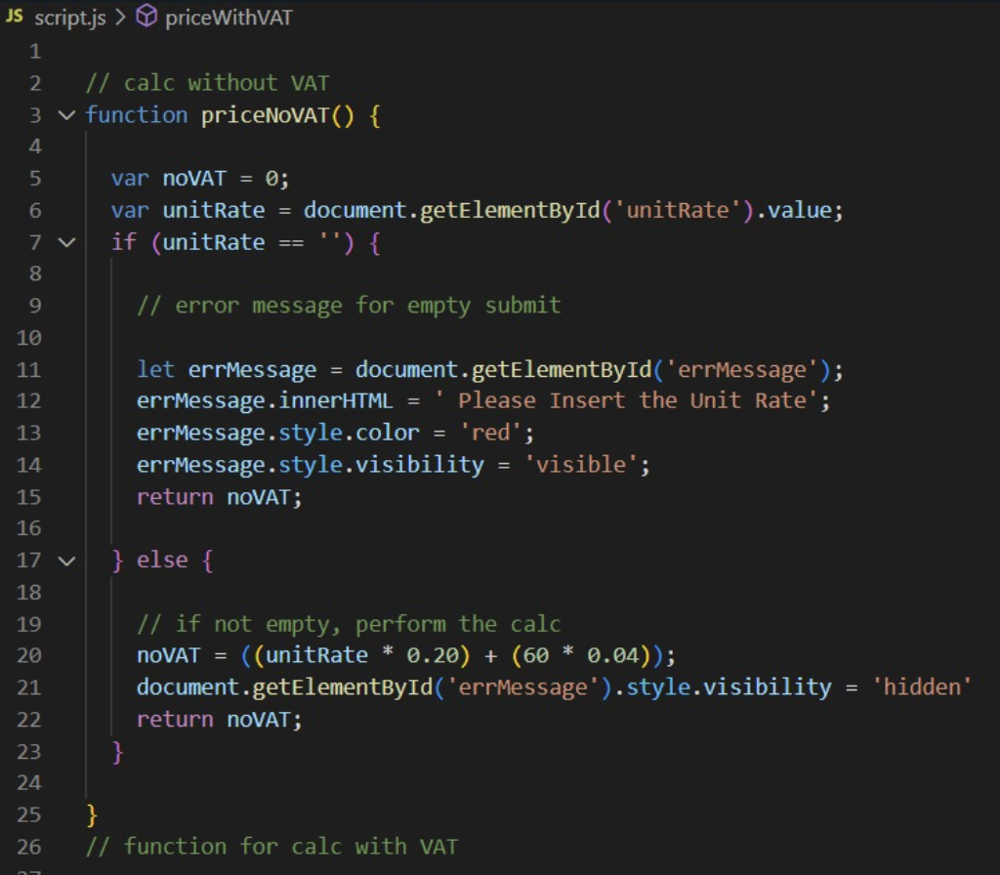 JS script.js > priceWithVAT
1
2 // calc without VAT
3 function priceNoVAT() {
4
5 var noVAT = 0;
6 var unitRate = document.getElementById('unitRate').value;
7 if (unitRate == '') {
8
9 // error message for empty submit
10
11 let errMessage = document.getElementById('errMessage');
12 errMessage.innerHTML = ' Please Insert the Unit Rate';
13 errMessage.style.color = 'red';
14 errMessage.style.visibility = 'visible';
15 return noVAT;
16
17 } else {
18
19 // if not empty, perform the calc
20 noVAT = ((unitRate * 0.20) + (60 * 0.04));
21 document.getElementById('errMessage').style.visibility = 'hidden'
22 return noVAT;
23 }
24
25 }
26 // function for calc with VAT